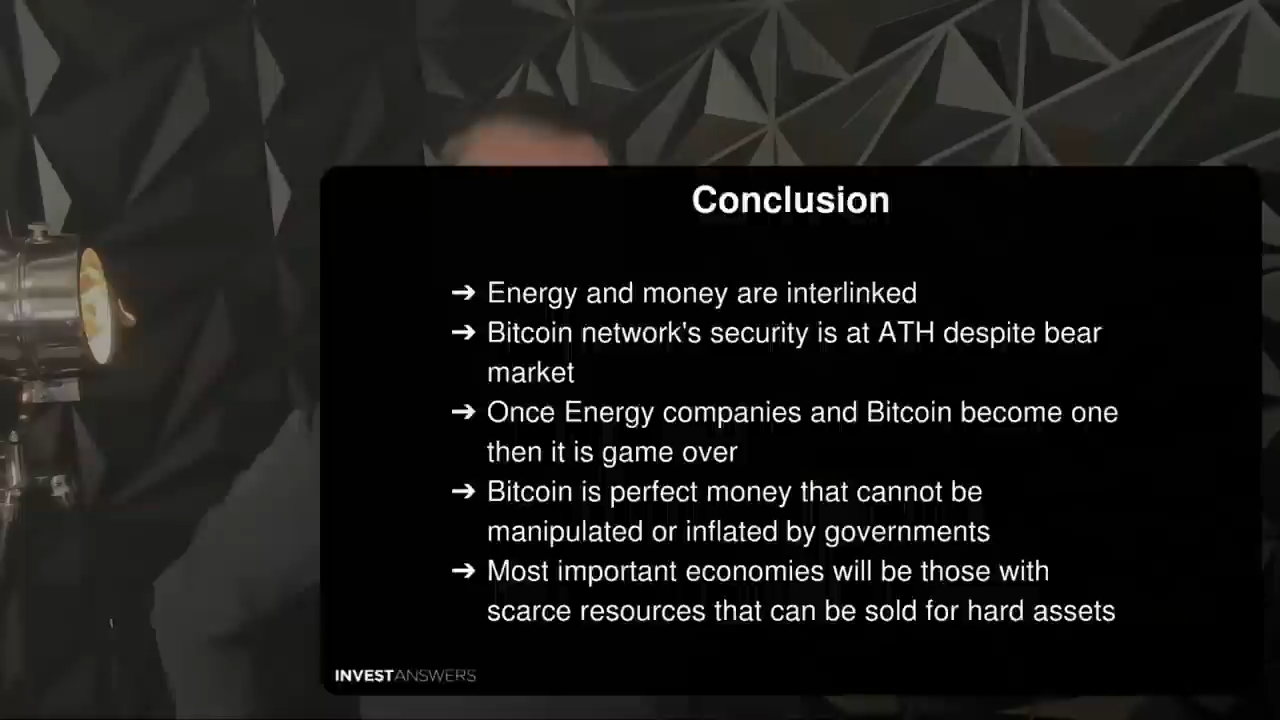 Conclusion
➔ Energy and money are interlinked
➔ Bitcoin network's security is at ATH despite bear
market
➔ Once Energy companies and Bitcoin become one
then it is game over
➔ Bitcoin is perfect money that cannot be
manipulated or inflated by governments
➔ Most important economies will be those with
scarce resources that can be sold for hard assets
INVESTANSWERS